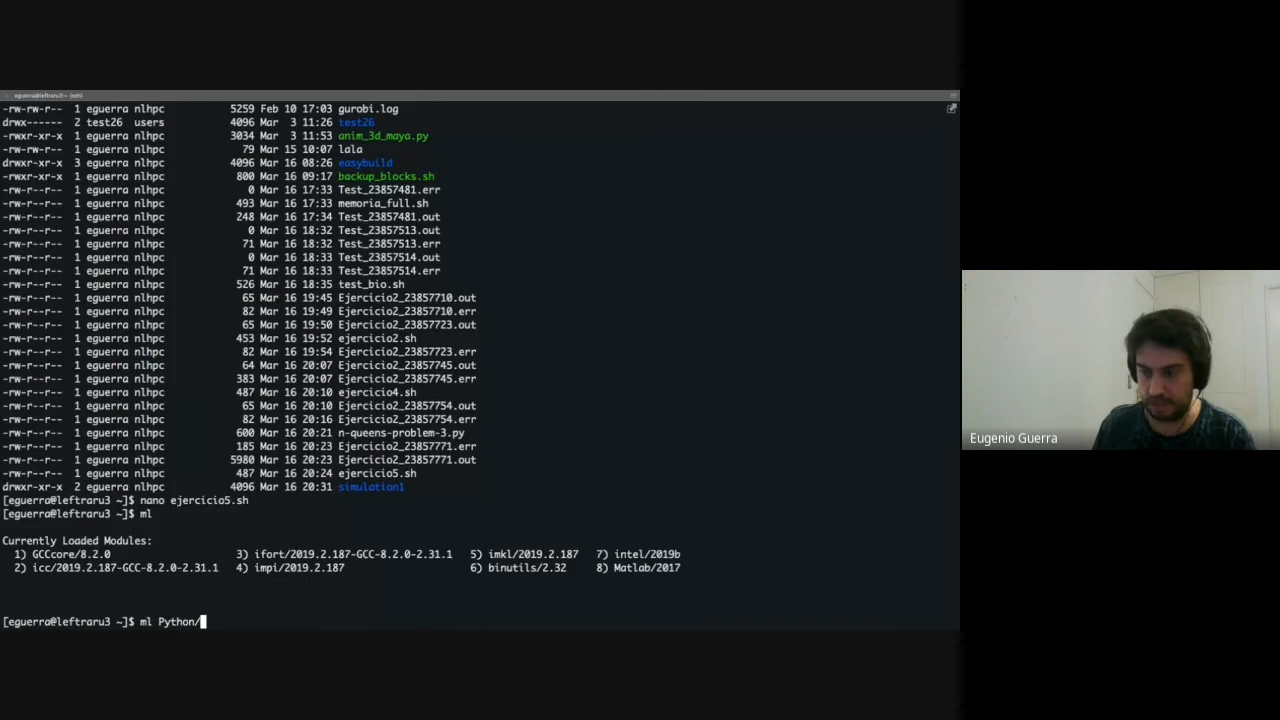 eguerra@leftraru3:~ (ssh)
-rw-rw-r-- 1 eguerra nlhpc 5259 Feb 10 17:03 gurobi.log
drwx------ 2 test26 users 4096 Mar 3 11:26 test26
-rwxr-xr-x 1 eguerra nlhpc 3034 Mar 3 11:53 anim_3d_maya.py
-rw-rw-r-- 1 eguerra nlhpc 79 Mar 15 10:07 lala
drwxr-xr-x 3 eguerra nlhpc 4096 Mar 16 08:26 easybuild
-rwxr-xr-x 1 eguerra nlhpc 800 Mar 16 09:17 backup_blocks.sh
-rw-r--r-- 1 eguerra nlhpc 0 Mar 16 17:33 Test_23857481.err
-rw-r--r-- 1 eguerra nlhpc 493 Mar 16 17:33 memoria_full.sh
-rw-r--r-- 1 eguerra nlhpc 248 Mar 16 17:34 Test_23857481.out
-rw-r--r-- 1 eguerra nlhpc 0 Mar 16 18:32 Test_23857513.out
-rw-r--r-- 1 eguerra nlhpc 71 Mar 16 18:32 Test_23857513.err
-rw-r--r-- 1 eguerra nlhpc 0 Mar 16 18:33 Test_23857514.out
-rw-r--r-- 1 eguerra nlhpc 71 Mar 16 18:33 Test_23857514.err
-rw-r--r-- 1 eguerra nlhpc 526 Mar 16 18:35 test_bio.sh
-rw-r--r-- 1 eguerra nlhpc 65 Mar 16 19:45 Ejercicio2_23857710.out
-rw-r--r-- 1 eguerra nlhpc 82 Mar 16 19:49 Ejercicio2_23857710.err
-rw-r--r-- 1 eguerra nlhpc 65 Mar 16 19:50 Ejercicio2_23857723.out
-rw-r--r-- 1 eguerra nlhpc 453 Mar 16 19:52 ejercicio2.sh
-rw-r--r-- 1 eguerra nlhpc 82 Mar 16 19:54 Ejercicio2_23857723.err
-rw-r--r-- 1 eguerra nlhpc 64 Mar 16 20:07 Ejercicio2_23857745.out
-rw-r--r-- 1 eguerra nlhpc 383 Mar 16 20:07 Ejercicio2_23857745.err
-rw-r--r-- 1 eguerra nlhpc 487 Mar 16 20:10 ejercicio4.sh
-rw-r--r-- 1 eguerra nlhpc 65 Mar 16 20:10 Ejercicio2_23857754.out
-rw-r--r-- 1 eguerra nlhpc 82 Mar 16 20:16 Ejercicio2_23857754.err
-rw-r--r-- 1 eguerra nlhpc 600 Mar 16 20:21 n-queens-problem-3.py
-rw-r--r-- 1 eguerra nlhpc 185 Mar 16 20:23 Ejercicio2_23857771.err
-rw-r--r-- 1 eguerra nlhpc 5980 Mar 16 20:23 Ejercicio2_23857771.out
-rw-r--r-- 1 eguerra nlhpc 487 Mar 16 20:24 ejercicio5.sh
drwxr-xr-x 2 eguerra nlhpc 4096 Mar 16 20:31 simulation1
[eguerra@leftraru3 ~]$ nano ejercicio5.sh
[eguerra@leftraru3 ~]$ ml
Currently Loaded Modules:
1) GCCcore/8.2.0 3) ifort/2019.2.187-GCC-8.2.0-2.31.1 5) imkl/2019.2.187 7) intel/2019b
2) icc/2019.2.187-GCC-8.2.0-2.31.1 4) impi/2019.2.187 6) binutils/2.32 8) Matlab/2017
[eguerra@leftraru3 ~]$ ml Python/
Eugenio Guerra